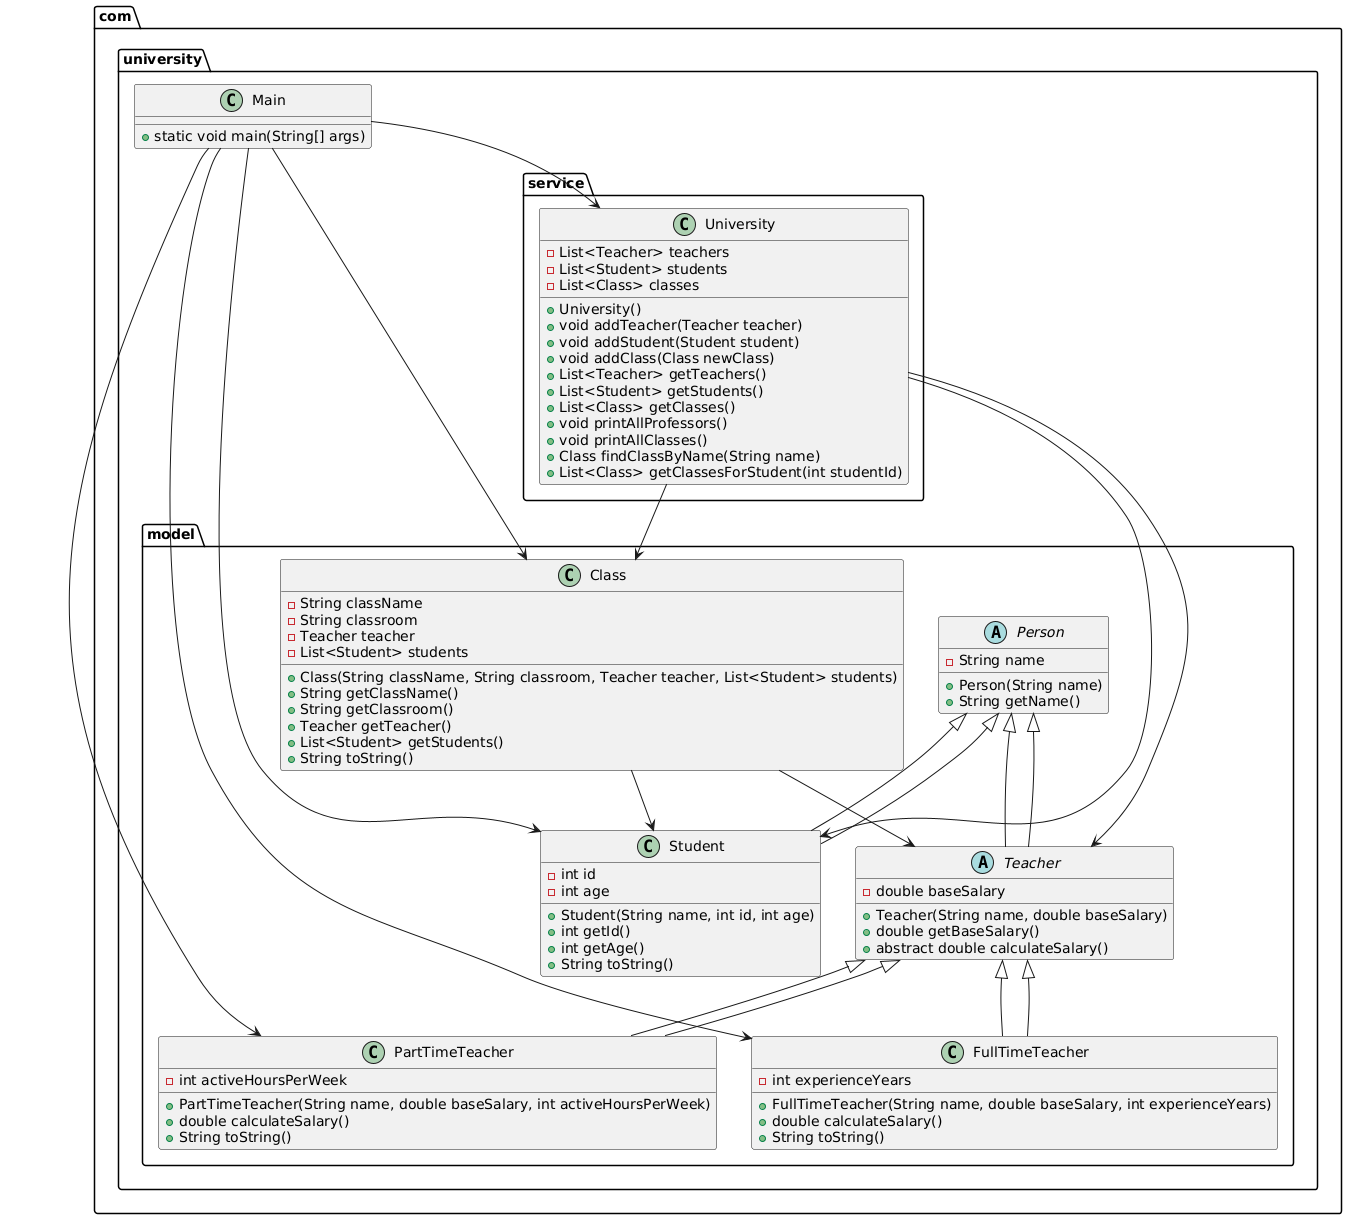 com
university
C Main
static void main(String[] args)
service
C University
List<Teacher> teachers
List<Student> students
List<Class> classes
University()
void addTeacher(Teacher teacher)
void addStudent(Student student)
void addClass(Class newClass)
List<Teacher> getTeachers()
List<Student> getStudents()
List<Class> getClasses()
void printAllProfessors()
void printAllClasses()
Class findClassByName(String name)
List<Class> getClassesForStudent(int studentId)
model
C Class
String className
String classroom
Teacher teacher
List<Student> students
Class(String className, String classroom, Teacher teacher, List<Student> students)
String getClassName()
String getClassroom()
Teacher getTeacher()
List<Student> getStudents()
String toString()
A Person
String name
Person(String name)
String getName()
C Student
int id
int age
Student(String name, int id, int age)
int getId()
int getAge()
String toString()
A Teacher
double baseSalary
Teacher(String name, double baseSalary)
double getBaseSalary()
abstract double calculateSalary()
C PartTimeTeacher
int activeHoursPerWeek
PartTimeTeacher(String name, double baseSalary, int activeHoursPerWeek)
double calculateSalary()
String toString()
C FullTimeTeacher
int experienceYears
FullTimeTeacher(String name, double baseSalary, int experienceYears)
double calculateSalary()
String toString()